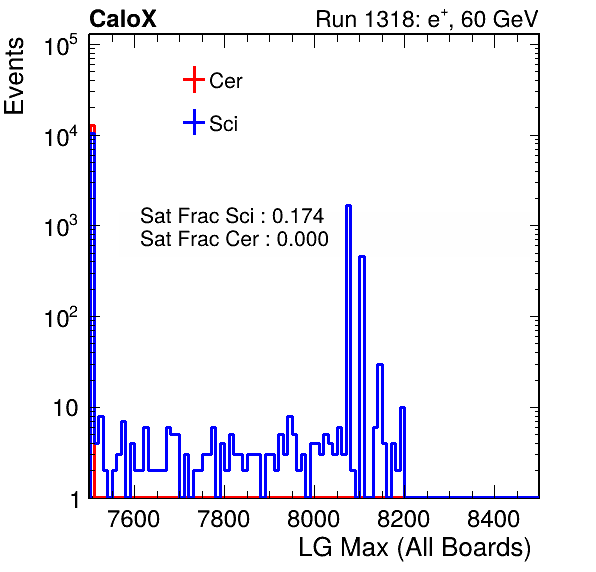 CaloX Run 1318: e⁺, 60 GeV
Events
10⁵
Cer
Sci
10⁴
Sat Frac Sci : 0.174
Sat Frac Cer : 0.000
10³
10²
10
1
7600 7800 8000 8200 8400
LG Max (All Boards)